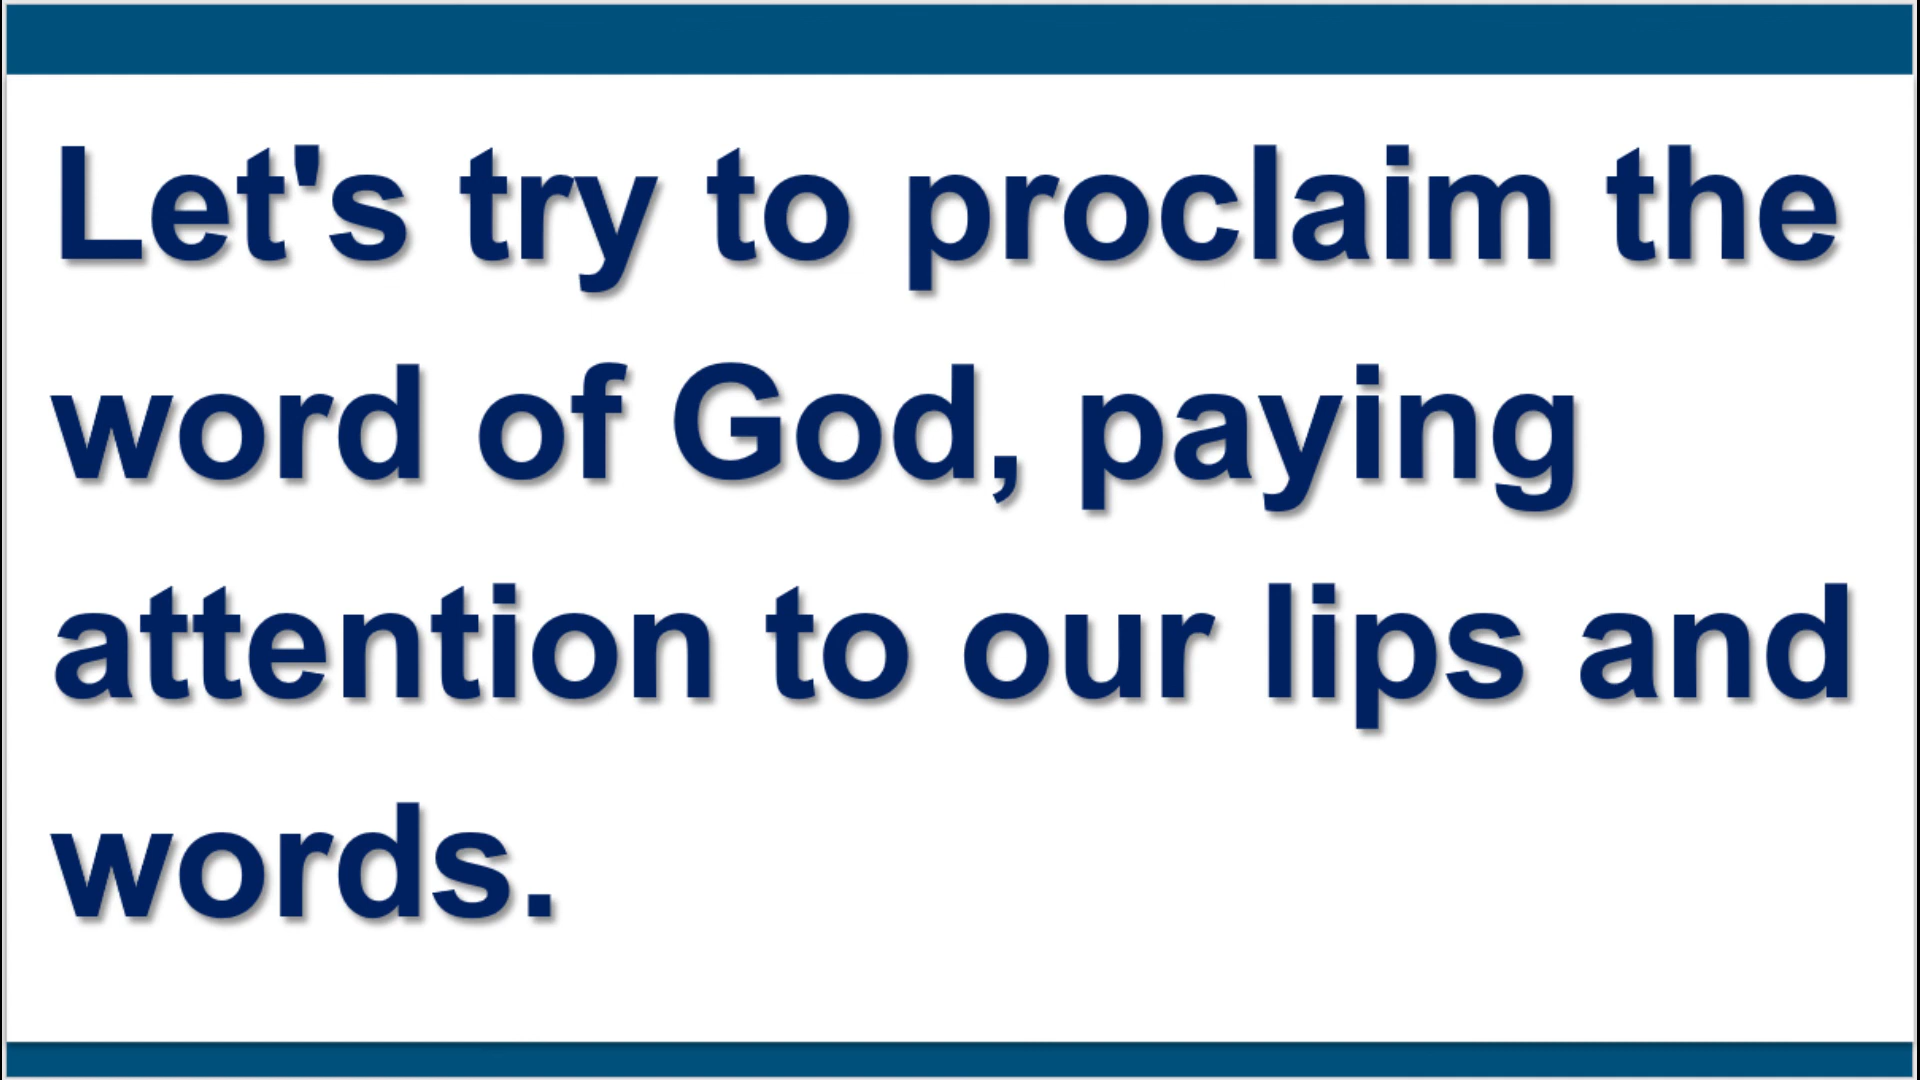 Let's try to proclaim the
word of God, paying
attention to our lips and
words.